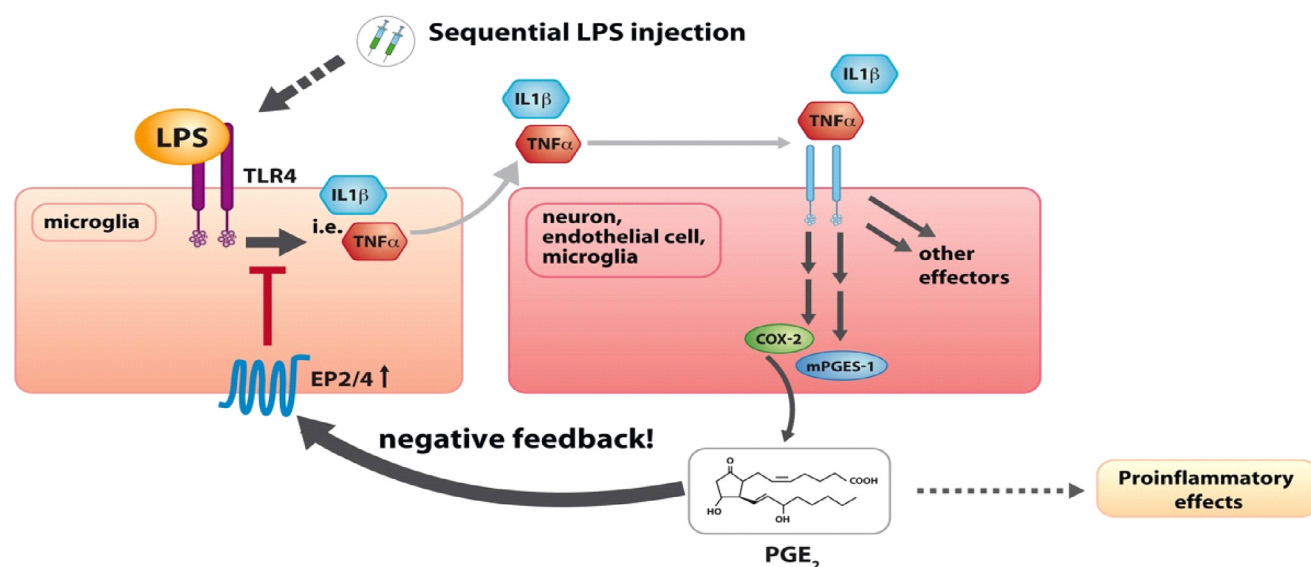 Sequential LPS injection
LPS
TLR4
microglia
IL1β
i.e.
TNFα
IL1β
TNFα
IL1β
TNFα
neuron,
endothelial cell,
microglia
other
effectors
COX-2
mPGES-1
EP2/4↑
negative feedback!
O
COOH
HO
OH
PGE₂
Proinflammatory
effects